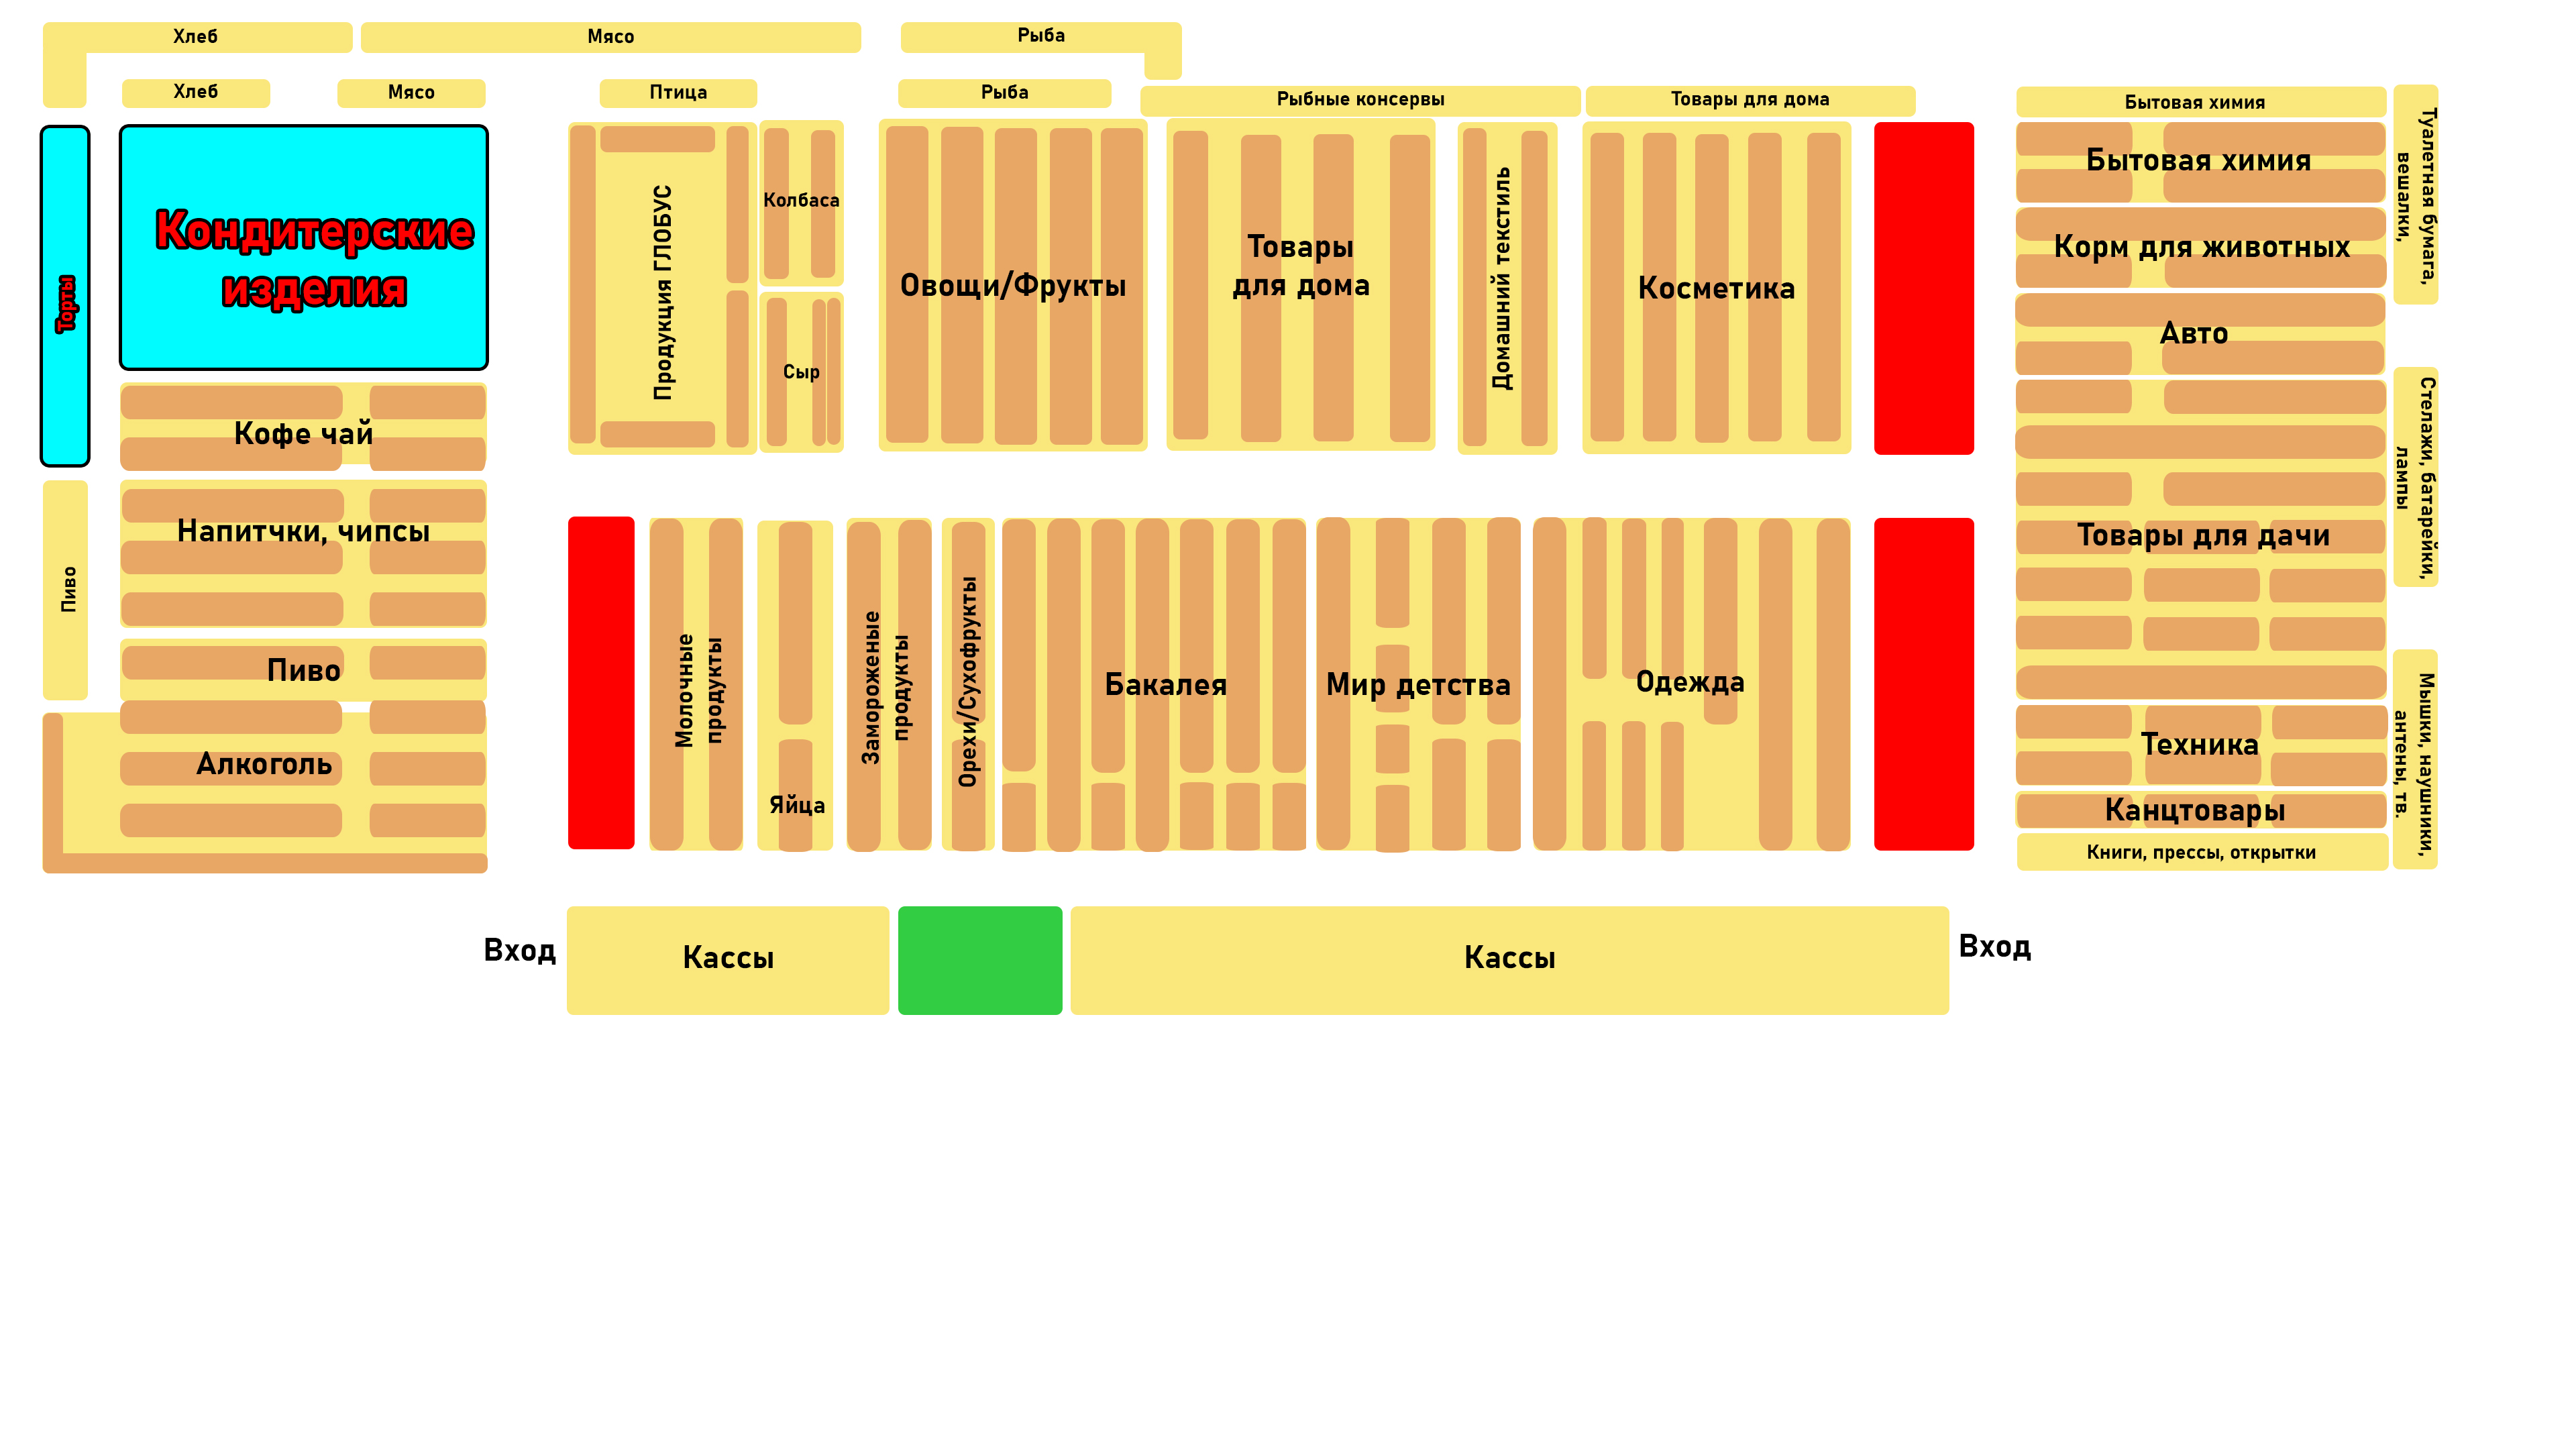 Хлеб
Мясо
Рыба
Хлеб
Мясо
Птица
Рыба
Рыбные консервы
Товары для дома
Бытовая химия
Торты
Кондитерские
изделия
Продукция ГЛОБУС
Колбаса
Сыр
Овощи/Фрукты
Товары
для дома
Домашний текстиль
Косметика
Бытовая химия
Корм для животных
Авто
Туалетная бумага,
вешалки,
Кофе чай
Напитчки, чипсы
Пиво
Пиво
Алкоголь
Молочные
продукты
Яйца
Замороженые
продукты
Орехи/Сухофрукты
Бакалея
Мир детства
Одежда
Товары для дачи
Стелажи, батарейки,
лампы
Техника
Канцтовары
Книги, прессы, открытки
Мышки, наушники,
антены, тв.
Вход
Кассы
Кассы
Вход